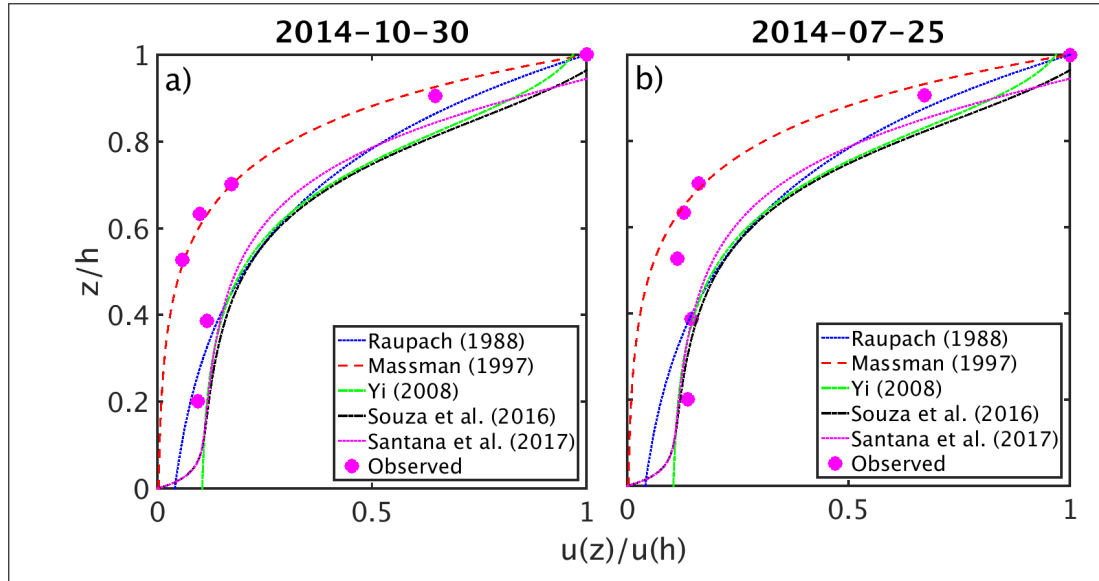 2014-10-30
2014-07-25
a)
b)
z/h
1
0.8
0.6
0.4
0.2
0
Raupach (1988)
Massman (1997)
Yi (2008)
Souza et al. (2016)
Santana et al. (2017)
Observed
Raupach (1988)
Massman (1997)
Yi (2008)
Souza et al. (2016)
Santana et al. (2017)
Observed
0
0.5
1
0
0.5
1
u(z)/u(h)